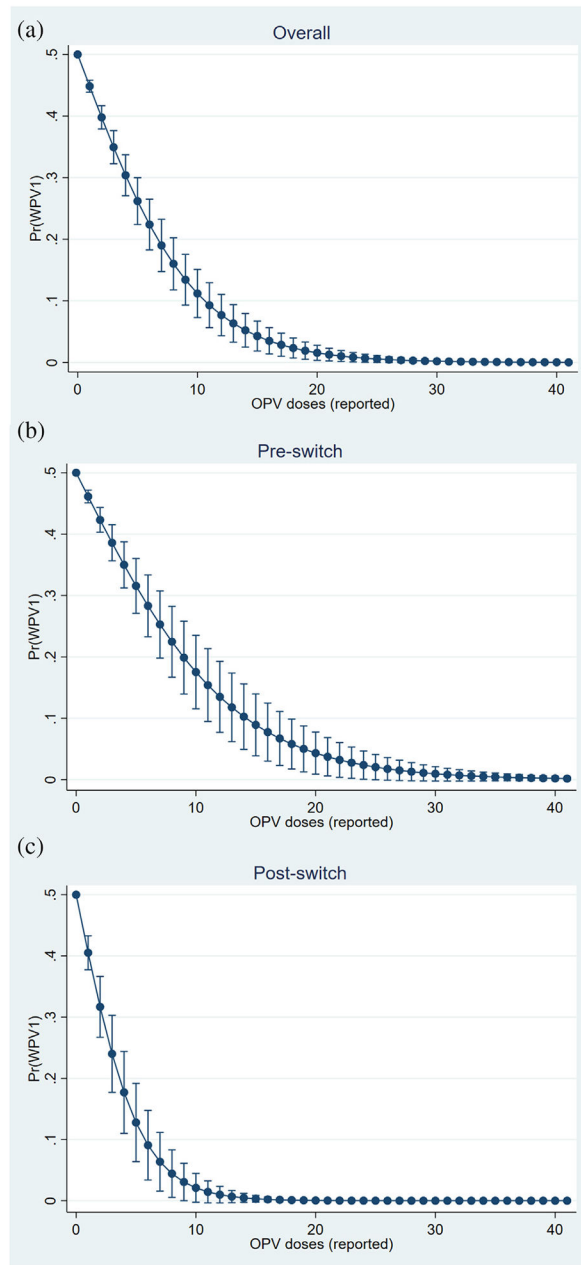 (a)
Overall
Pr(WPV1)
.5
.4
.3
.2
.1
0
0 10 20 30 40
OPV doses (reported)
(b)
Pre-switch
Pr(WPV1)
.5
.4
.3
.2
.1
0
0 10 20 30 40
OPV doses (reported)
(c)
Post-switch
Pr(WPV1)
.5
.4
.3
.2
.1
0
0 10 20 30 40
OPV doses (reported)